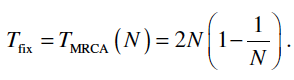 T_fix = T_MRCA (N) = 2N (1 − 1/N).